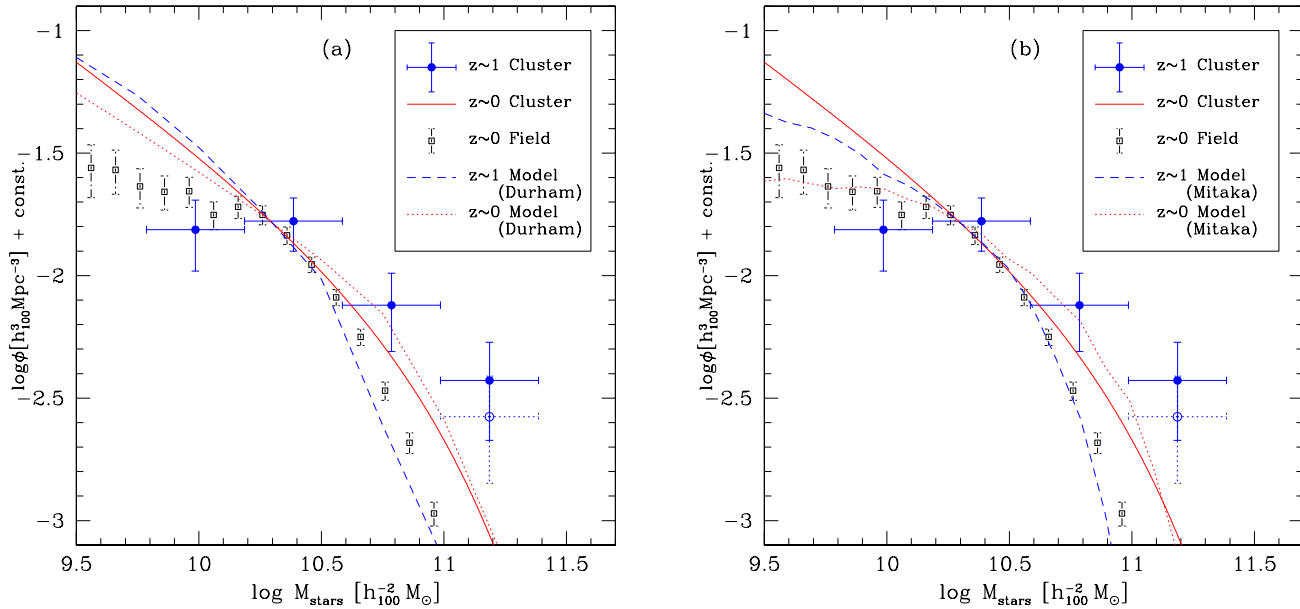 (a)
z~1 Cluster
z~0 Cluster
z~0 Field
z~1 Model
(Durham)
z~0 Model
(Durham)
−1
−1.5
−2
−2.5
−3
logϕ[h³₁₀₀Mpc⁻³] + const.
9.5
10
10.5
11
11.5
log M_stars [h⁻²₁₀₀ M_⊙]
(b)
z~1 Cluster
z~0 Cluster
z~0 Field
z~1 Model
(Mitaka)
z~0 Model
(Mitaka)
−1
−1.5
−2
−2.5
−3
logϕ[h³₁₀₀Mpc⁻³] + const.
9.5
10
10.5
11
11.5
log M_stars [h⁻²₁₀₀ M_⊙]